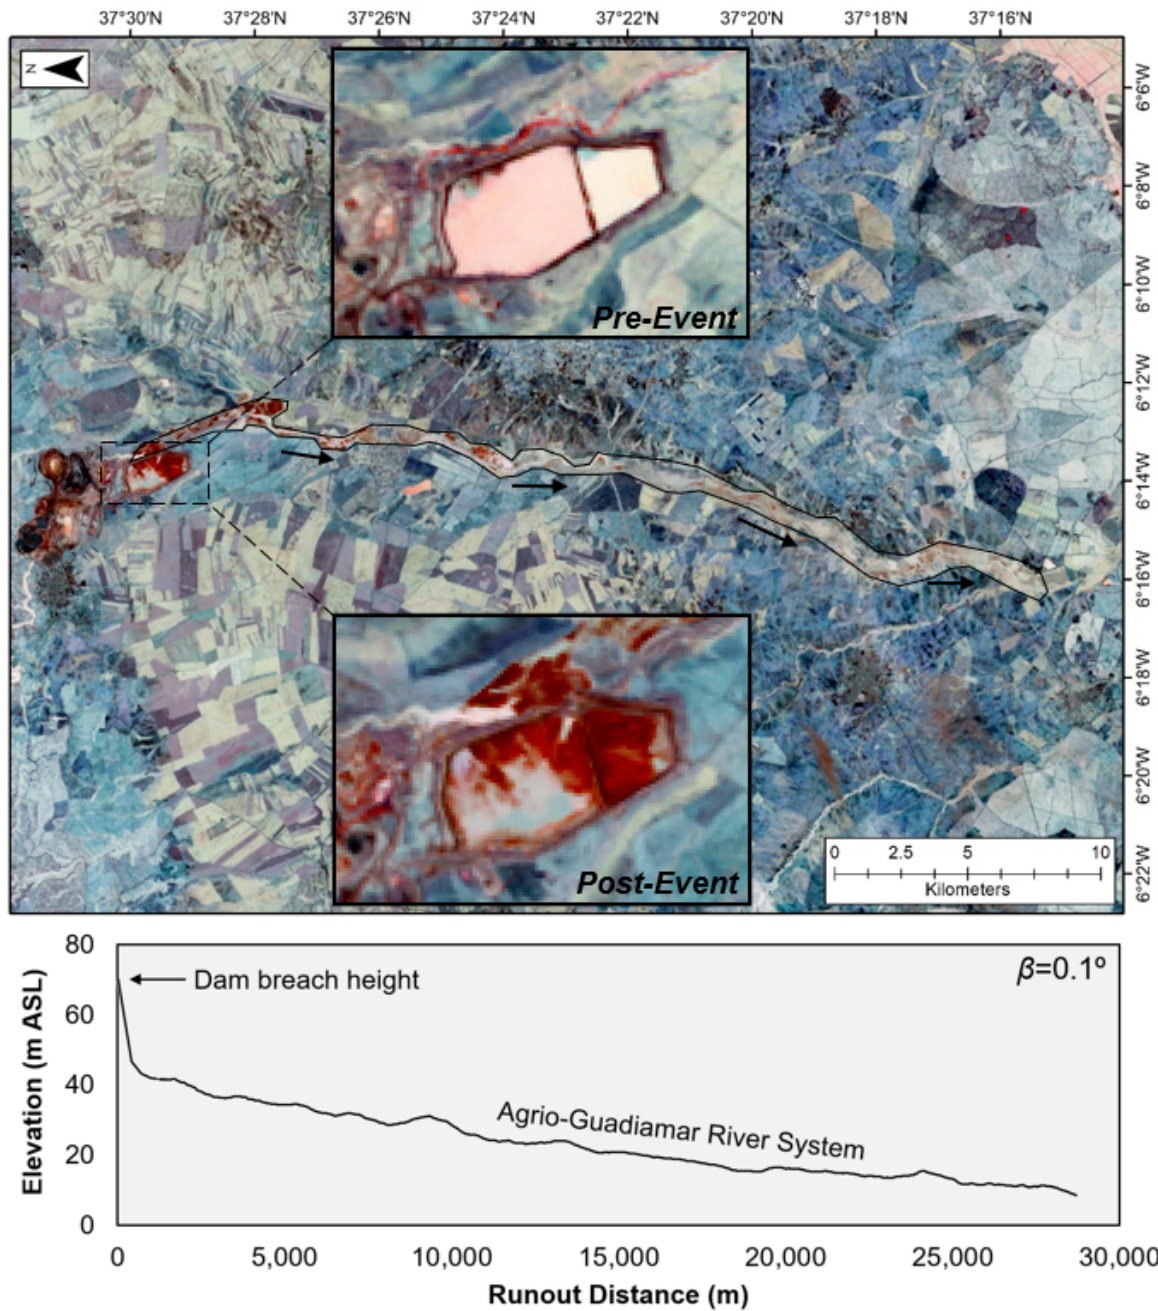 37°30'N 37°28'N 37°26'N 37°24'N 37°22'N 37°20'N 37°18'N 37°16'N
N
Pre-Event
6°6'W
6°8'W
6°10'W
6°12'W
6°14'W
6°16'W
6°18'W
6°20'W
6°22'W
Post-Event
0 2.5 5 10
Kilometers
80
60
40
20
0
Elevation (m ASL)
Dam breach height
β=0.1º
Agrio-Guadiamar River System
0 5,000 10,000 15,000 20,000 25,000 30,000
Runout Distance (m)